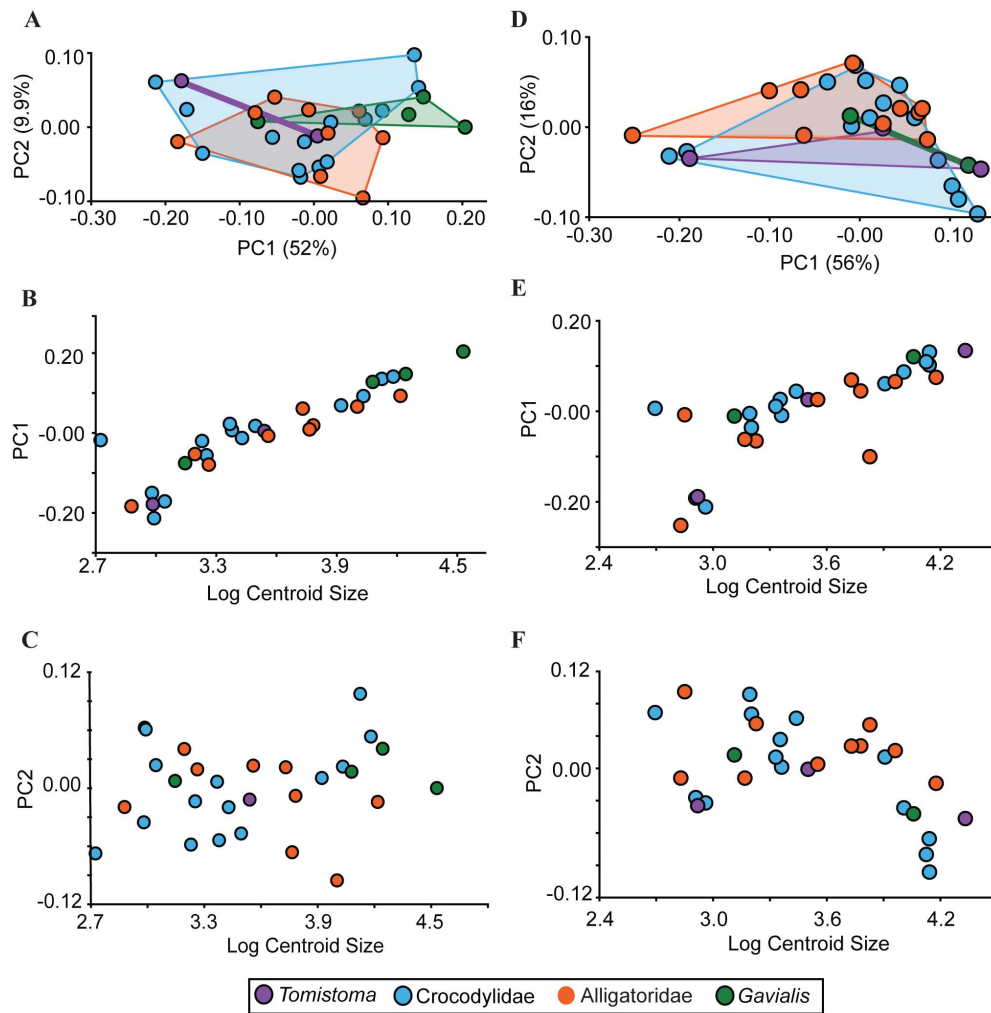 A
0.10
0.00
-0.10
PC2 (9.9%)
-0.30
-0.20
-0.10
-0.00
0.10
0.20
PC1 (52%)
D
0.10
0.00
-0.10
PC2 (16%)
-0.30
-0.20
-0.10
-0.00
0.10
PC1 (56%)
B
0.20
-0.00
-0.20
PC1
2.7
3.3
3.9
4.5
Log Centroid Size
E
0.20
-0.00
-0.20
PC1
2.4
3.0
3.6
4.2
Log Centroid Size
C
0.12
0.00
-0.12
PC2
2.7
3.3
3.9
4.5
Log Centroid Size
F
0.12
0.00
-0.12
PC2
2.4
3.0
3.6
4.2
Log Centroid Size
Tomistoma Crocodylidae Alligatoridae Gavialis